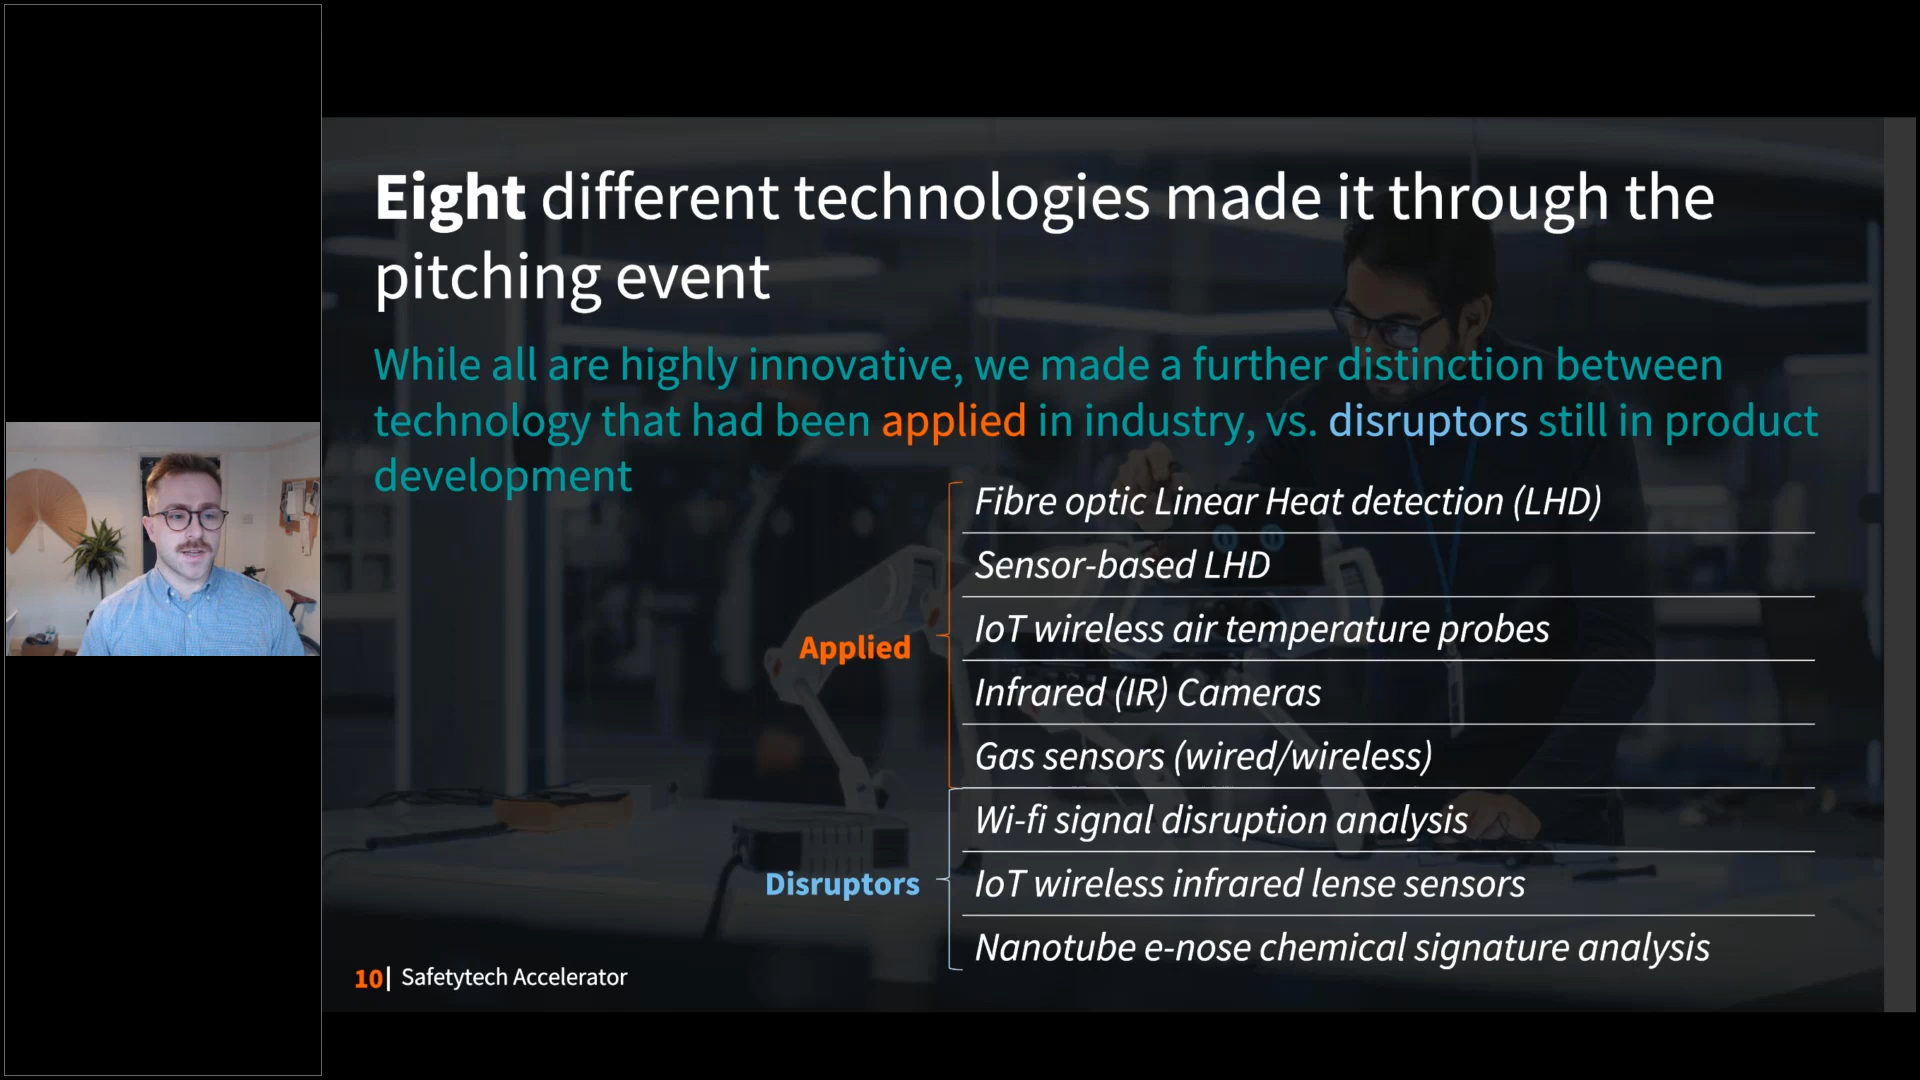 Eight different technologies made it through the
pitching event
While all are highly innovative, we made a further distinction between
technology that had been applied in industry, vs. disruptors still in product
development
Applied
Fibre optic Linear Heat detection (LHD)
Sensor-based LHD
IoT wireless air temperature probes
Infrared (IR) Cameras
Gas sensors (wired/wireless)
Disruptors
Wi-fi signal disruption analysis
IoT wireless infrared lense sensors
Nanotube e-nose chemical signature analysis
10| Safetytech Accelerator